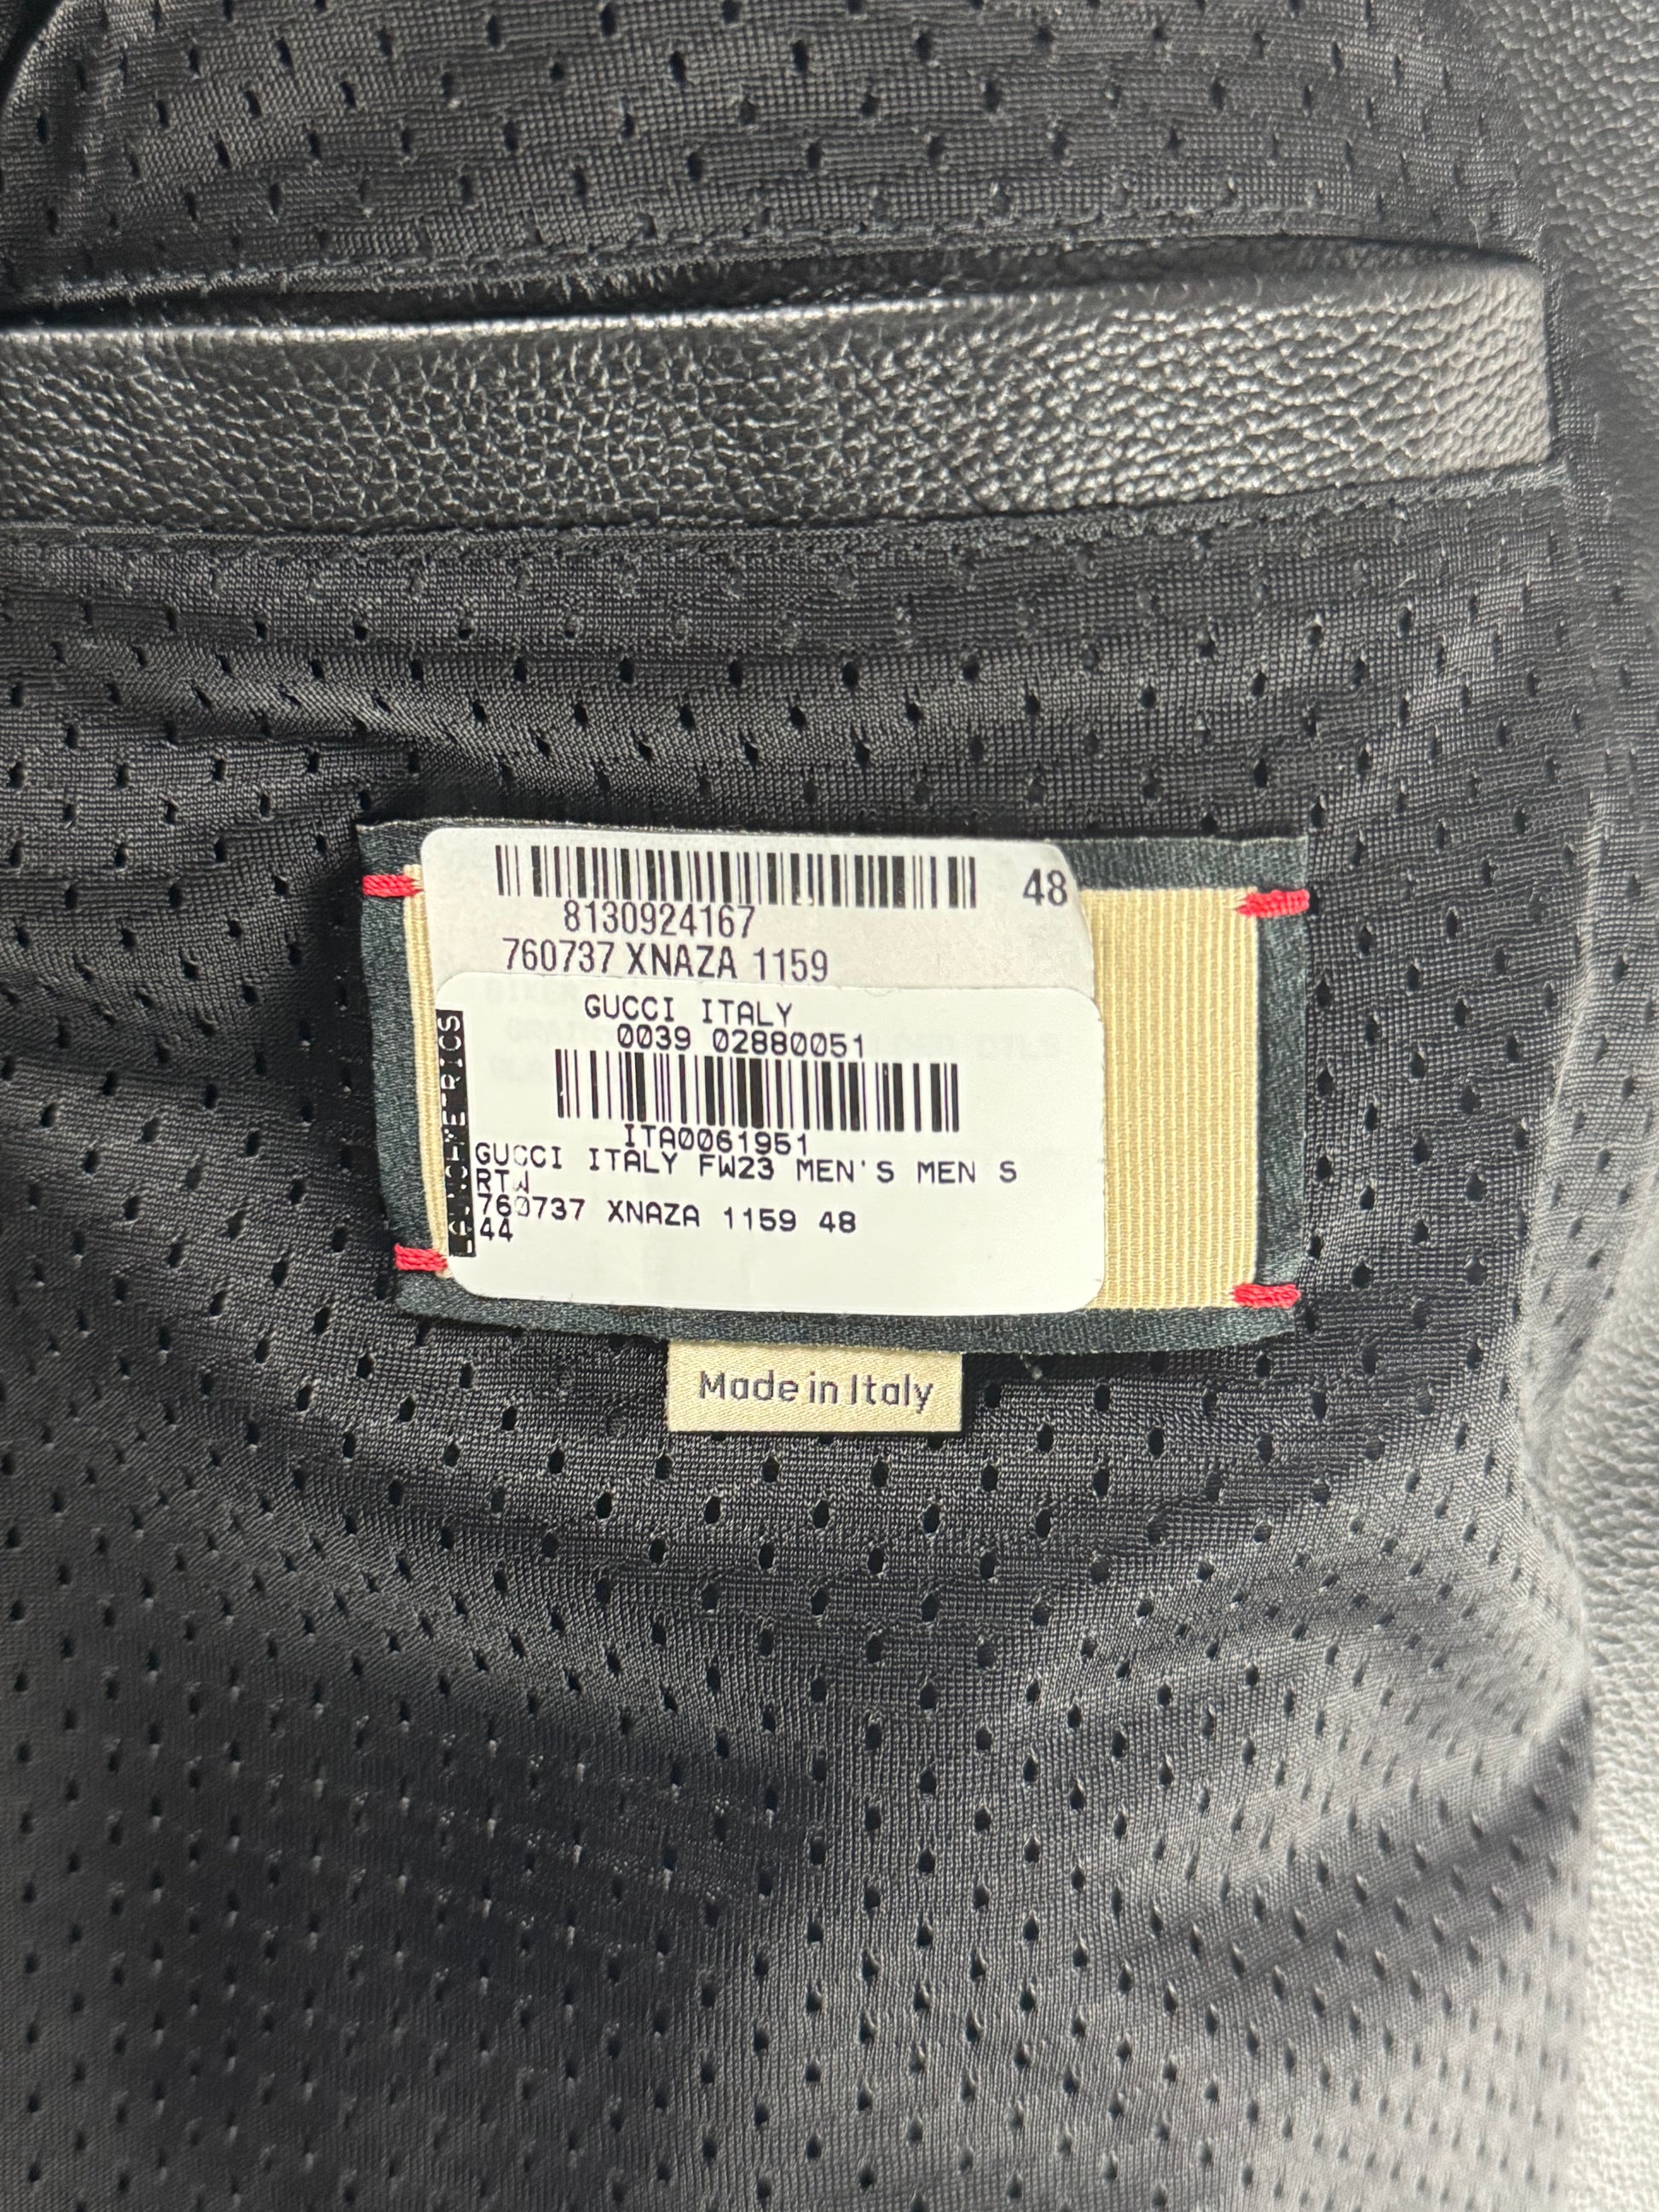 48
8130924167
760737 XNAZA 1159
GUCCI ITALY
0039 02880051
ITA0061951
GUCCI ITALY FW23 MEN'S MEN S
RTW
760737 XNAZA 1159 48
44
Made in Italy